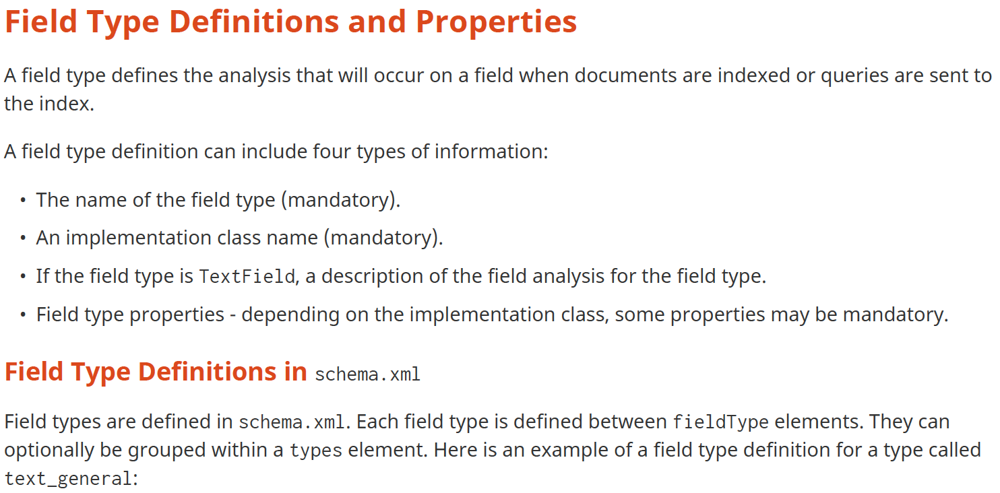 Field Type Definitions and Properties
A field type defines the analysis that will occur on a field when documents are indexed or queries are sent to
the index.
A field type definition can include four types of information:
• The name of the field type (mandatory).
• An implementation class name (mandatory).
• If the field type is TextField, a description of the field analysis for the field type.
• Field type properties - depending on the implementation class, some properties may be mandatory.
Field Type Definitions in schema.xml
Field types are defined in schema.xml. Each field type is defined between fieldType elements. They can
optionally be grouped within a types element. Here is an example of a field type definition for a type called
text_general: